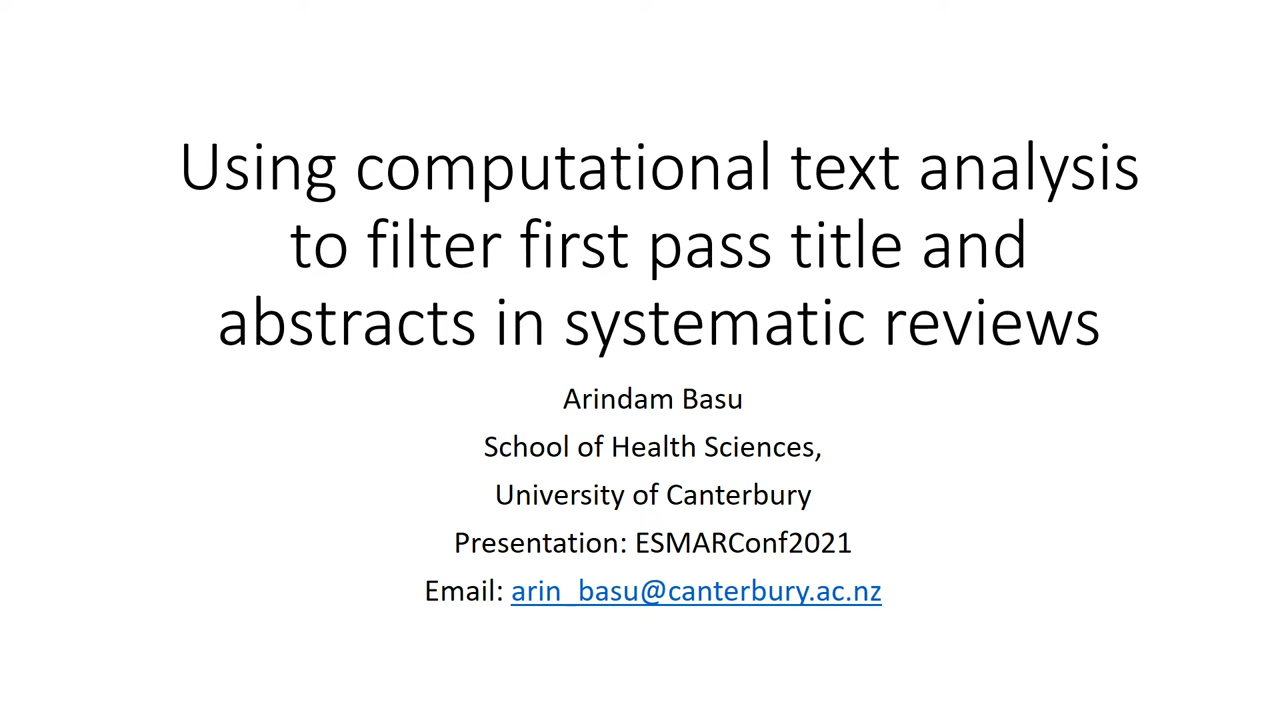 Using computational text analysis
to filter first pass title and
abstracts in systematic reviews
Arindam Basu
School of Health Sciences,
University of Canterbury
Presentation: ESMARConf2021
Email: arin_basu@canterbury.ac.nz